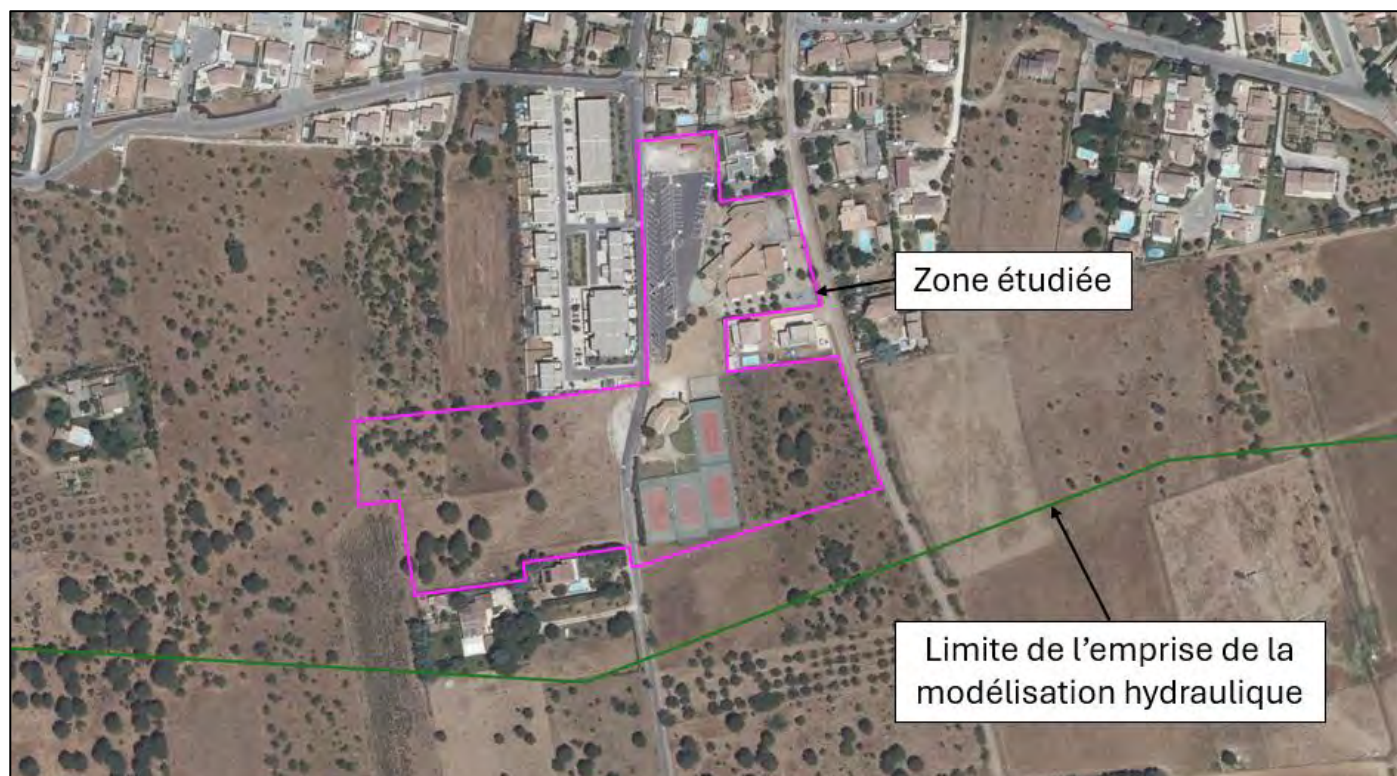 Zone étudiée
Limite de l’emprise de la
modélisation hydraulique